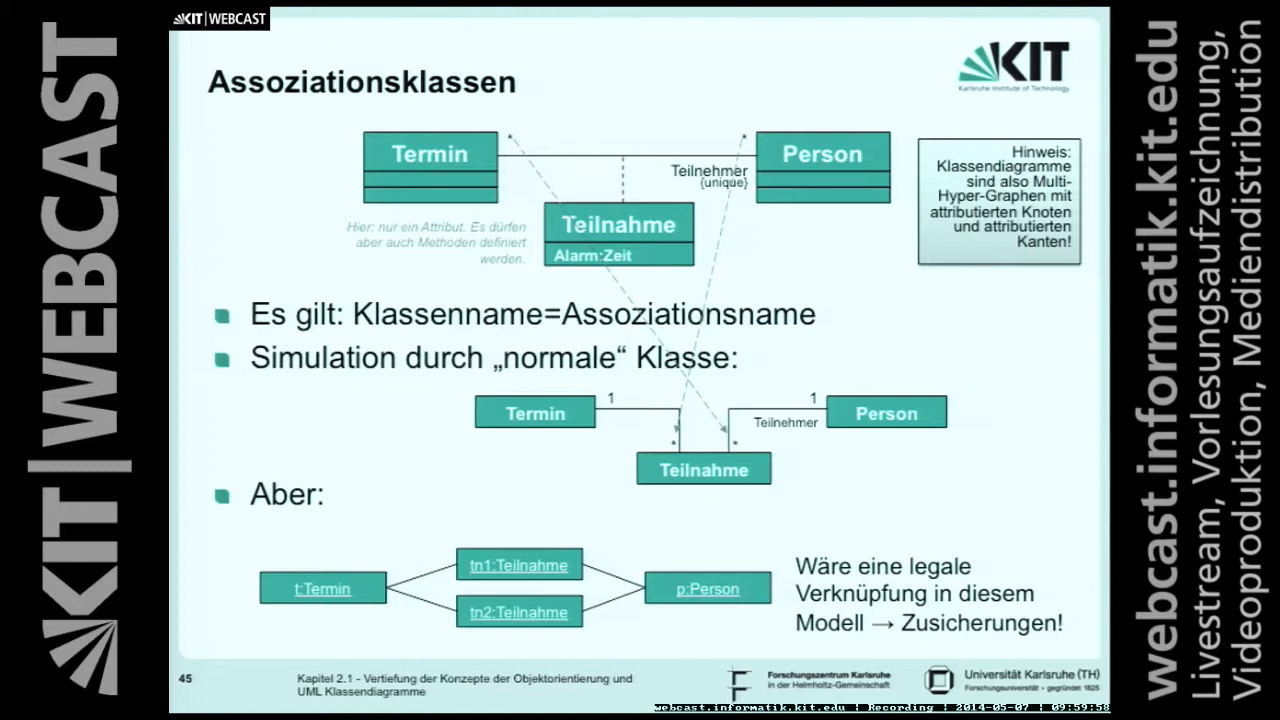 KIT|WEBCAST
KIT|WEBCAST
Assoziationsklassen
KIT
Karlsruhe Institute of Technology
Termin
*
*
Person
Teilnehmer
{unique}
Teilnahme
Alarm:Zeit
Hier: nur ein Attribut. Es dürfen
aber auch Methoden definiert
werden.
Hinweis:
Klassendiagramme
sind also Multi-
Hyper-Graphen mit
attributierten Knoten
und attributierten
Kanten!
Es gilt: Klassenname=Assoziationsname
Simulation durch „normale“ Klasse:
Termin
1
1
Person
Teilnehmer
*
*
Teilnahme
Aber:
t:Termin
tn1:Teilnahme
tn2:Teilnahme
p:Person
Wäre eine legale
Verknüpfung in diesem
Modell → Zusicherungen!
45
Kapitel 2.1 - Vertiefung der Konzepte der Objektorientierung und
UML Klassendiagramme
Forschungszentrum Karlsruhe
in der Helmholtz-Gemeinschaft
Universität Karlsruhe (TH)
Forschungsuniversität · gegründet 1825
webcast.informatik.kit.edu | Recording | 2014-05-07 | 09:59:58
webcast.informatik.kit.edu
Livestream, Vorlesungsaufzeichnung,
Videoproduktion, Mediendistribution